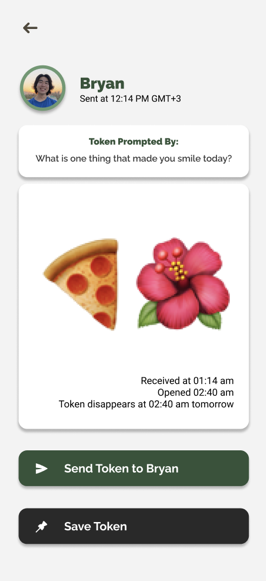 Bryan
Sent at 12:14 PM GMT+3
Token Prompted By:
What is one thing that made you smile today?
Received at 01:14 am
Opened 02:40 am
Token disappears at 02:40 am tomorrow
Send Token to Bryan
Save Token